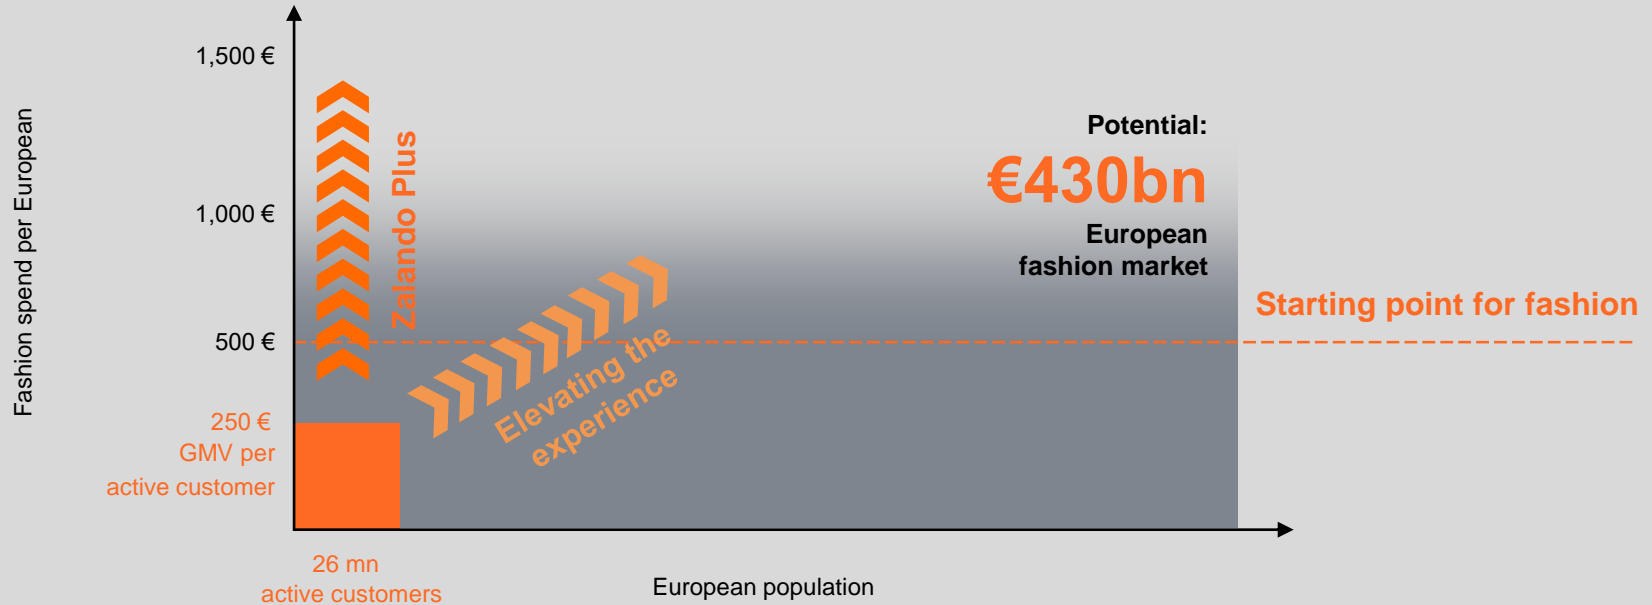 Fashion spend per European
1,500 €
1,000 €
500 €
250 €
GMV per
active customer
Zalando Plus
Elevating the
experience
Potential:
€430bn
European
fashion market
Starting point for fashion
26 mn
active customers
European population